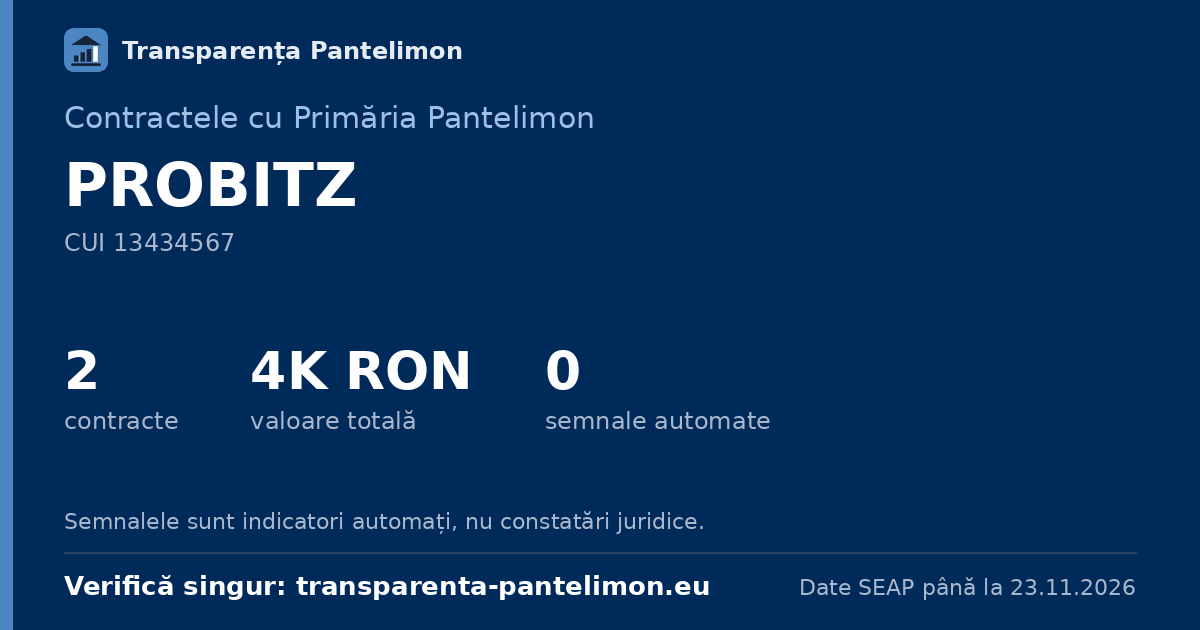 Transparența Pantelimon
Contractele cu Primăria Pantelimon
PROBITZ
CUI 13434567
2 4K RON 0
contracte valoare totală semnale automate
Semnalele sunt indicatori automați, nu constatări juridice.
Verifică singur: transparenta-pantelimon.eu Date SEAP până la 23.11.2026